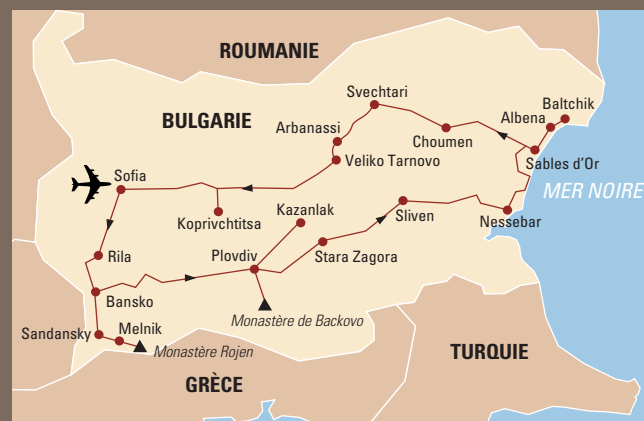 ROUMANIE
Svechtari
Baltchik
Albena
BULGARIE
Arbanassi
Choumen
Veliko Tarnovo
Sables d'Or
Sofia
MER NOIRE
Koprivchtitsa
Kazanlak
Sliven
Nessebar
Rila
Plovdiv
Stara Zagora
Bansko
Monastère de Backovo
Sandansky
Melnik
Monastère Rojen
TURQUIE
GRÈCE